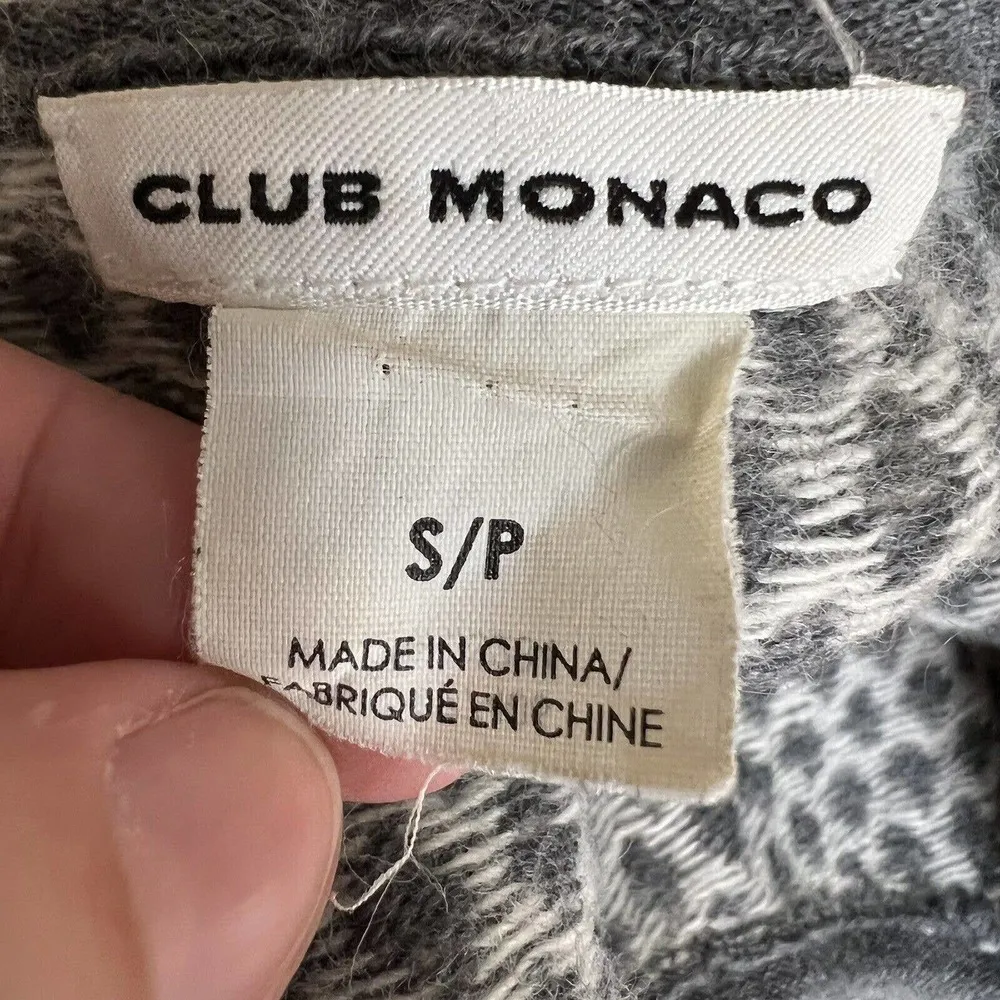 CLUB MONACO
S/P
MADE IN CHINA/
FABRIQUÉ EN CHINE